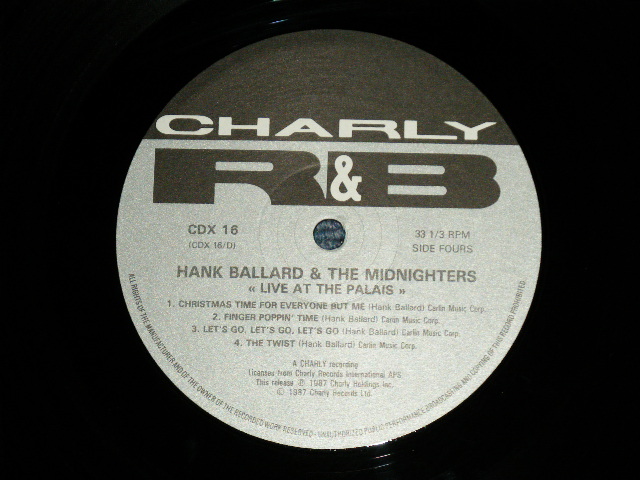 CHARLY
R&B
CDX 16
(CDX 16/D)
33 1/3 RPM
SIDE FOURS
HANK BALLARD & THE MIDNIGHTERS
« LIVE AT THE PALAIS »
1. CHRISTMAS TIME FOR EVERYONE BUT ME (Hank Ballard) Carlin Music Corp.
2. FINGER POPPIN' TIME (Hank Ballard) Carlin Music Corp.
3. LET'S GO, LET'S GO, LET'S GO (Hank Ballard) Carlin Music Corp.
4. THE TWIST (Hank Ballard) Carlin Music Corp.
A CHARLY recording
Licenses from Charly Records International APS
This release ℗ 1987 Charly Holdings Inc.
© 1987 Charly Records Ltd.
ALL RIGHTS OF THE MANUFACTURER AND OF THE OWNER OF THE RECORDED WORK RESERVED - UNAUTHORIZED PUBLIC PERFORMANCE, BROADCASTING AND COPYING OF THIS RECORD PROHIBITED.